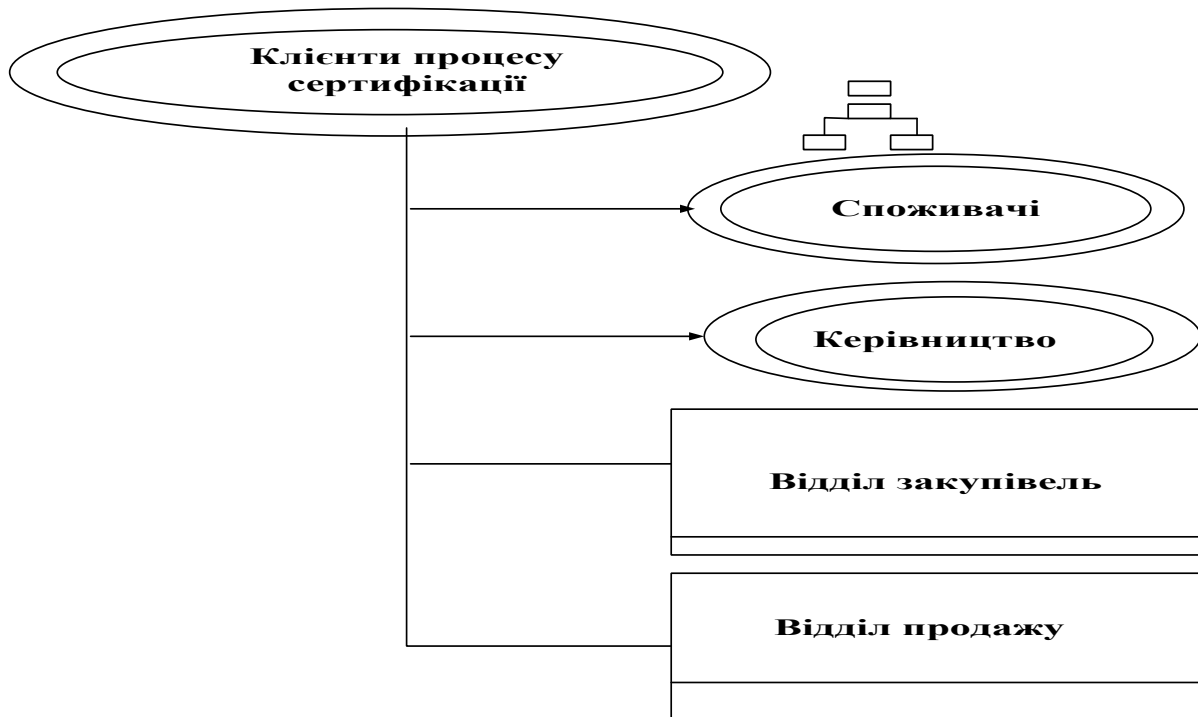 Клієнти процесу
сертифікації
Споживачі
Керівництво
Відділ закупівель
Відділ продажу